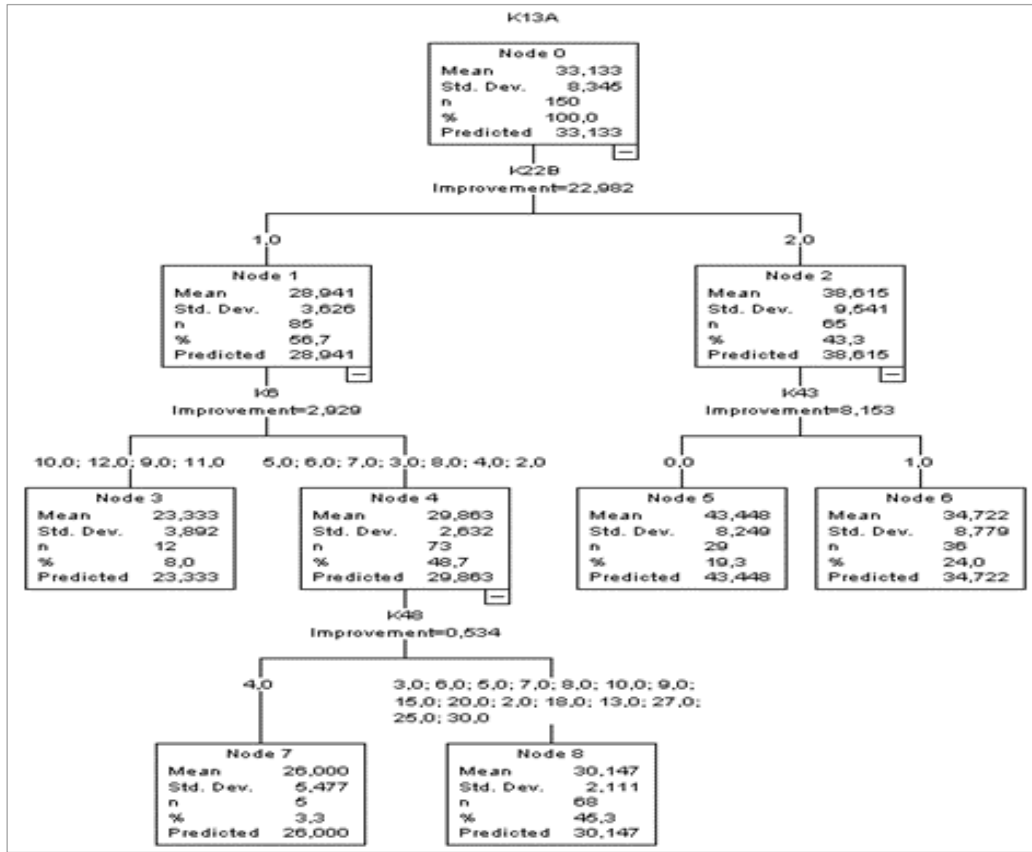 K13A
Node 0
Mean 33,133
Std. Dev. 8,345
n 150
% 100,0
Predicted 33,133
K22B
Improvement=22,982
1,0
2,0
Node 1
Mean 28,941
Std. Dev. 3,626
n 85
% 56,7
Predicted 28,941
Node 2
Mean 38,615
Std. Dev. 9,541
n 65
% 43,3
Predicted 38,615
K6
Improvement=2,929
K43
Improvement=8,153
10,0; 12,0; 9,0; 11,0
5,0; 6,0; 7,0; 3,0; 8,0; 4,0; 2,0
0,0
1,0
Node 3
Mean 23,333
Std. Dev. 3,892
n 12
% 8,0
Predicted 23,333
Node 4
Mean 29,863
Std. Dev. 2,632
n 73
% 48,7
Predicted 29,863
Node 5
Mean 43,448
Std. Dev. 8,249
n 29
% 19,3
Predicted 43,448
Node 6
Mean 34,722
Std. Dev. 8,779
n 36
% 24,0
Predicted 34,722
K48
Improvement=0,534
4,0
3,0; 6,0; 5,0; 7,0; 8,0; 10,0; 9,0;
15,0; 20,0; 2,0; 18,0; 13,0; 27,0;
25,0; 30,0
Node 7
Mean 26,000
Std. Dev. 5,477
n 5
% 3,3
Predicted 26,000
Node 8
Mean 30,147
Std. Dev. 2,111
n 68
% 45,3
Predicted 30,147